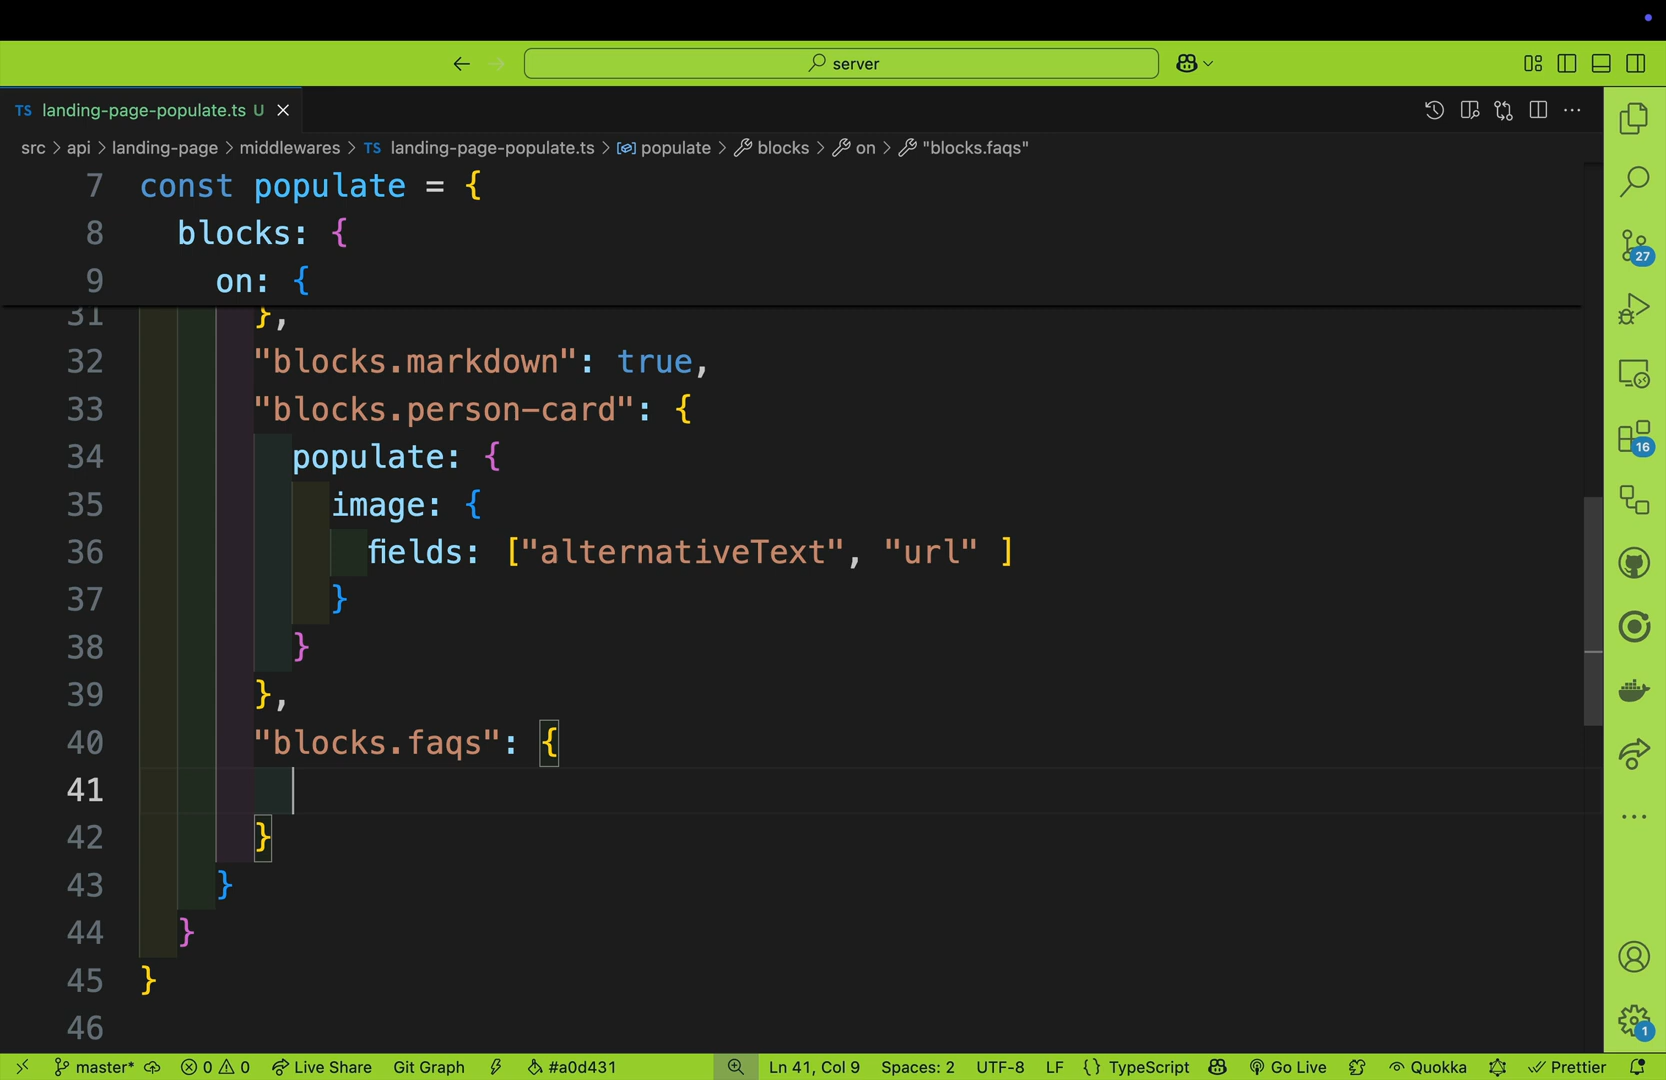 server
TS landing-page-populate.ts U
src > api > landing-page > middlewares > TS landing-page-populate.ts > populate > blocks > on > "blocks.faqs"
7 const populate = {
8 blocks: {
9 on: {
31 },
32 "blocks.markdown": true,
33 "blocks.person-card": {
34 populate: {
35 image: {
36 fields: ["alternativeText", "url" ]
37 }
38 }
39 },
40 "blocks.faqs": {
41
42 }
43 }
44 }
45 }
46
27
16
1
master* 0 0 Live Share Git Graph #a0d431 Ln 41, Col 9 Spaces: 2 UTF-8 LF {} TypeScript Go Live Quokka Prettier